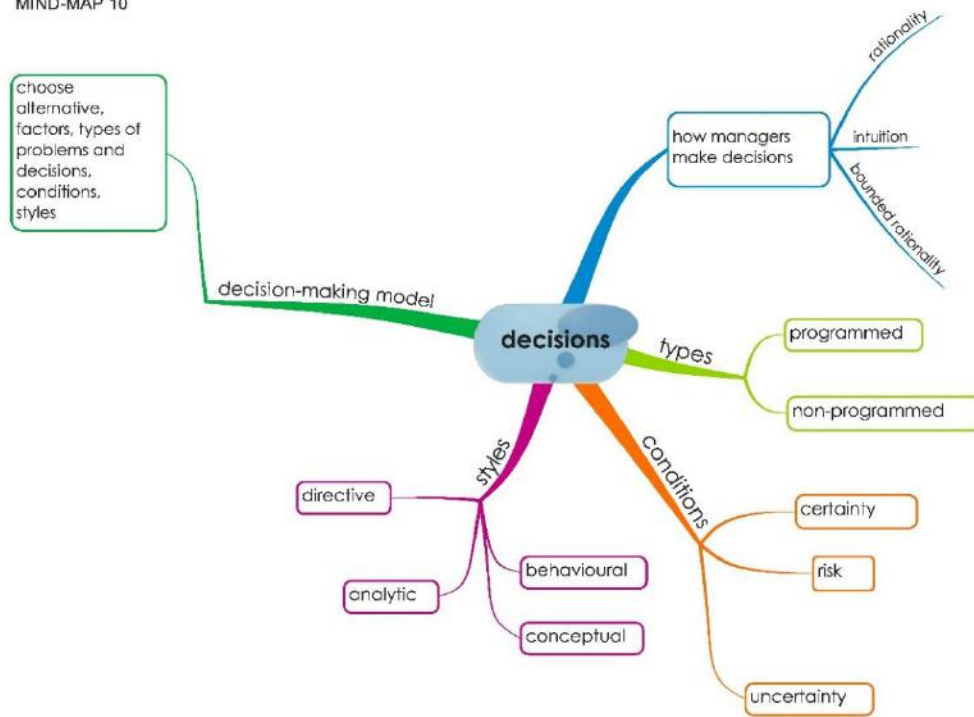 MIND-MAP 10
choose
alternative,
factors, types of
problems and
decisions,
conditions,
styles
decision-making model
how managers
make decisions
rationality
intuition
bounded rationality
decisions
types
programmed
non-programmed
conditions
certainty
risk
uncertainty
styles
directive
analytic
behavioural
conceptual